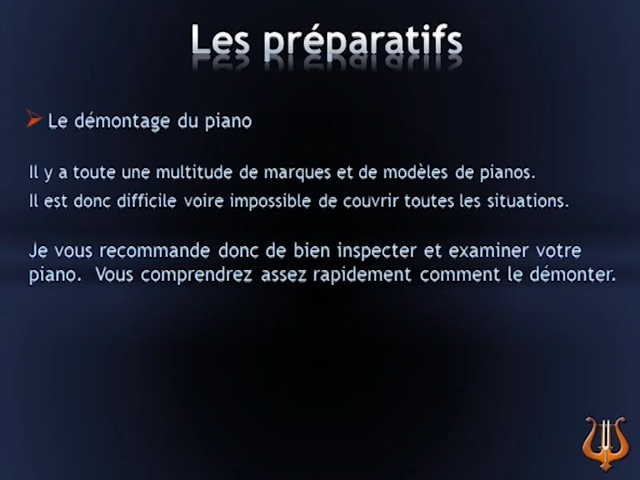 Les préparatifs
Le démontage du piano
Il y a toute une multitude de marques et de modèles de pianos.
Il est donc difficile voire impossible de couvrir toutes les situations.
Je vous recommande donc de bien inspecter et examiner votre
piano. Vous comprendrez assez rapidement comment le démonter.